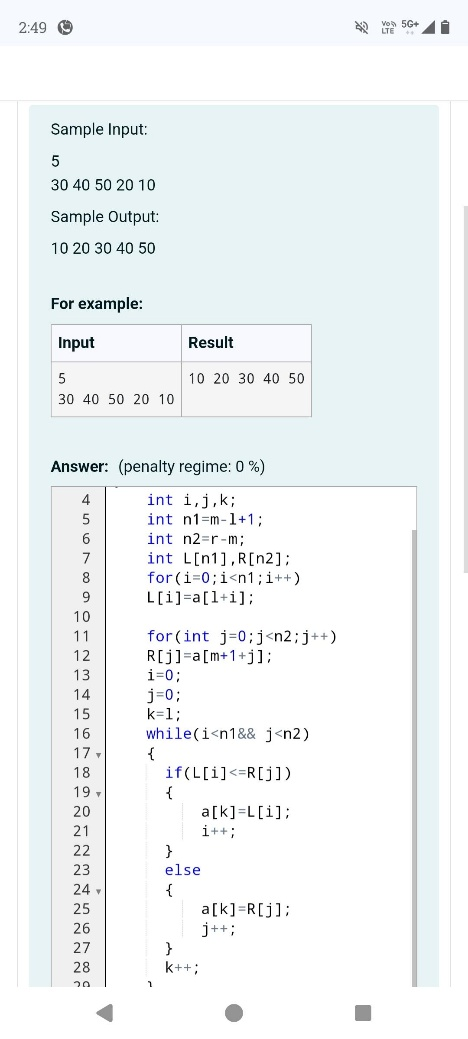 2:49
Vo)) LTE 5G+
Sample Input:
5
30 40 50 20 10
Sample Output:
10 20 30 40 50
For example:
Input Result
5 10 20 30 40 50
30 40 50 20 10
Answer: (penalty regime: 0 %)
4 int i,j,k;
5 int n1=m-l+1;
6 int n2=r-m;
7 int L[n1],R[n2];
8 for(i=0;i<n1;i++)
9 L[i]=a[l+i];
10
11 for(int j=0;j<n2;j++)
12 R[j]=a[m+1+j];
13 i=0;
14 j=0;
15 k=l;
16 while(i<n1&& j<n2)
17 {
18 if(L[i]<=R[j])
19 {
20 a[k]=L[i];
21 i++;
22 }
23 else
24 {
25 a[k]=R[j];
26 j++;
27 }
28 k++;
29 }